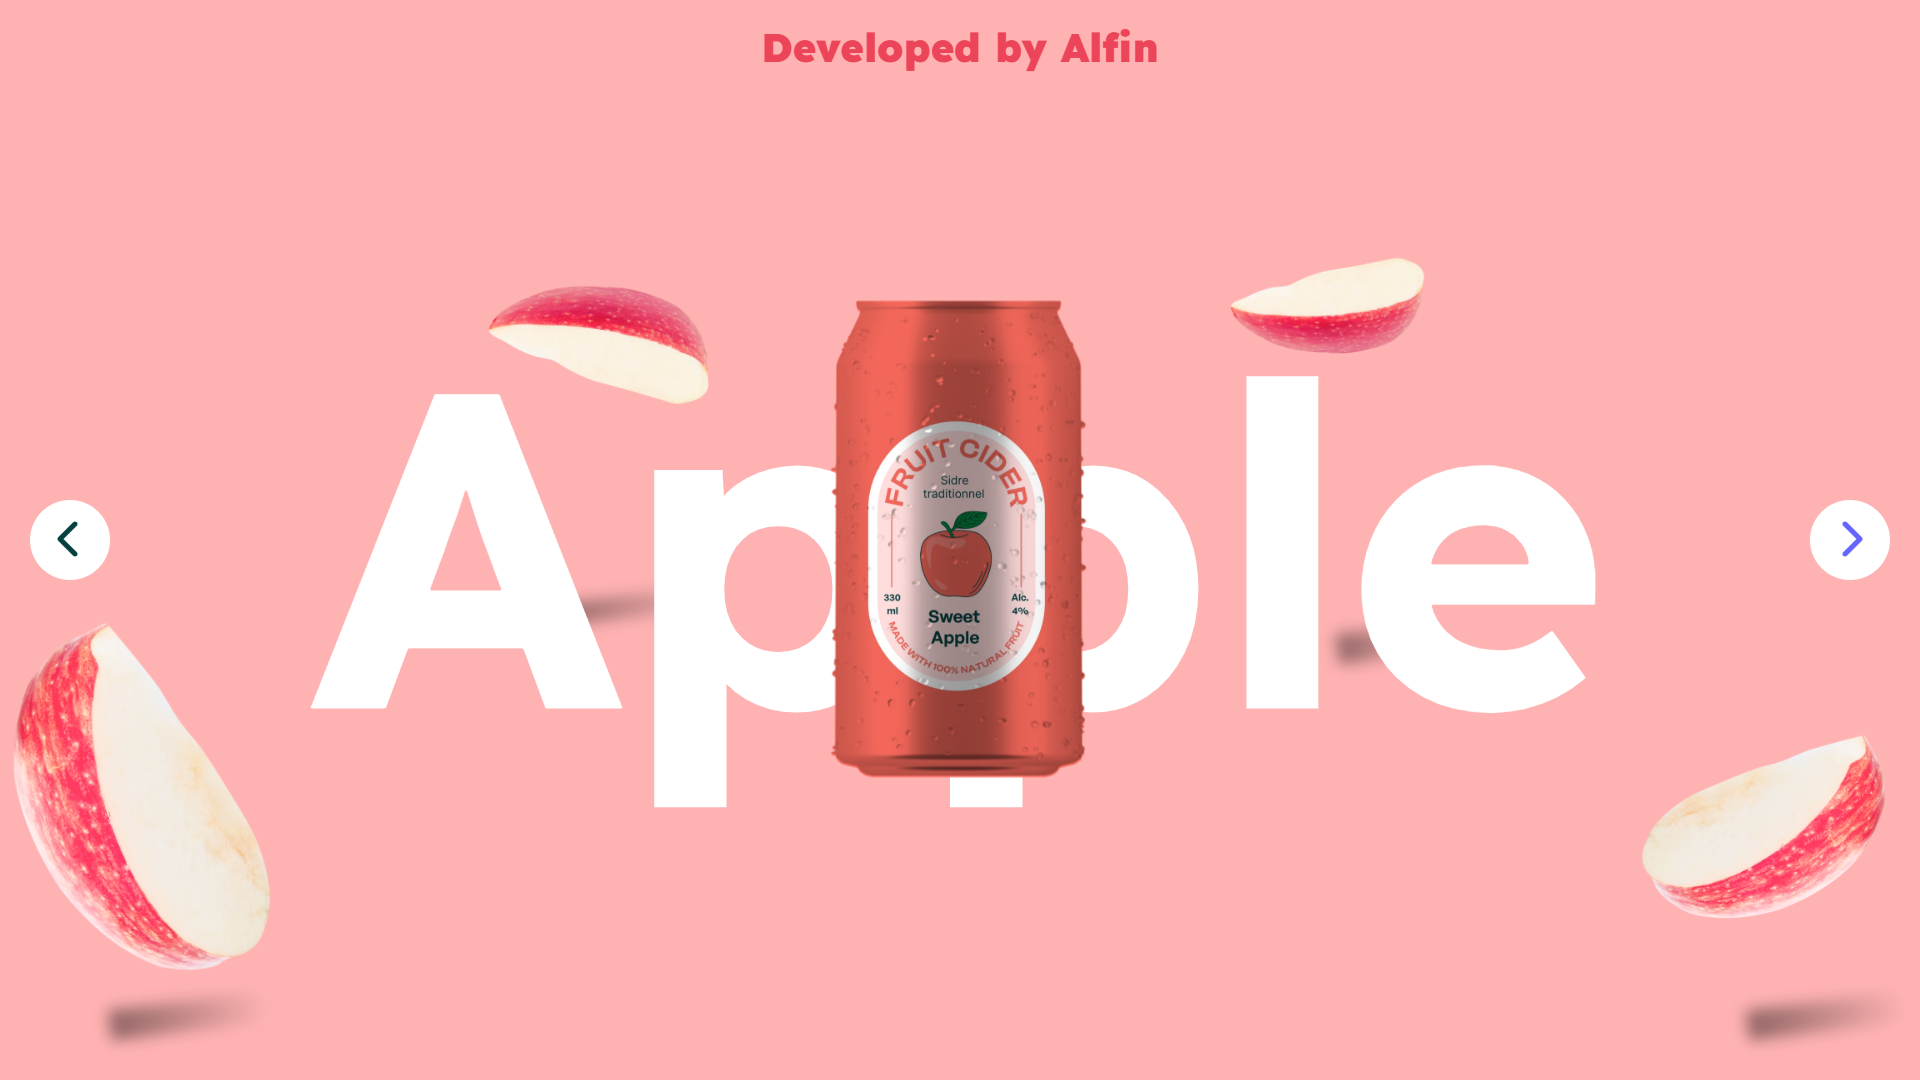 Developed by Alfin
Apple
FRUIT CIDER
Sidre
traditionnel
330
ml
Alc.
4%
Sweet
Apple
MADE WITH 100% NATURAL FRUIT